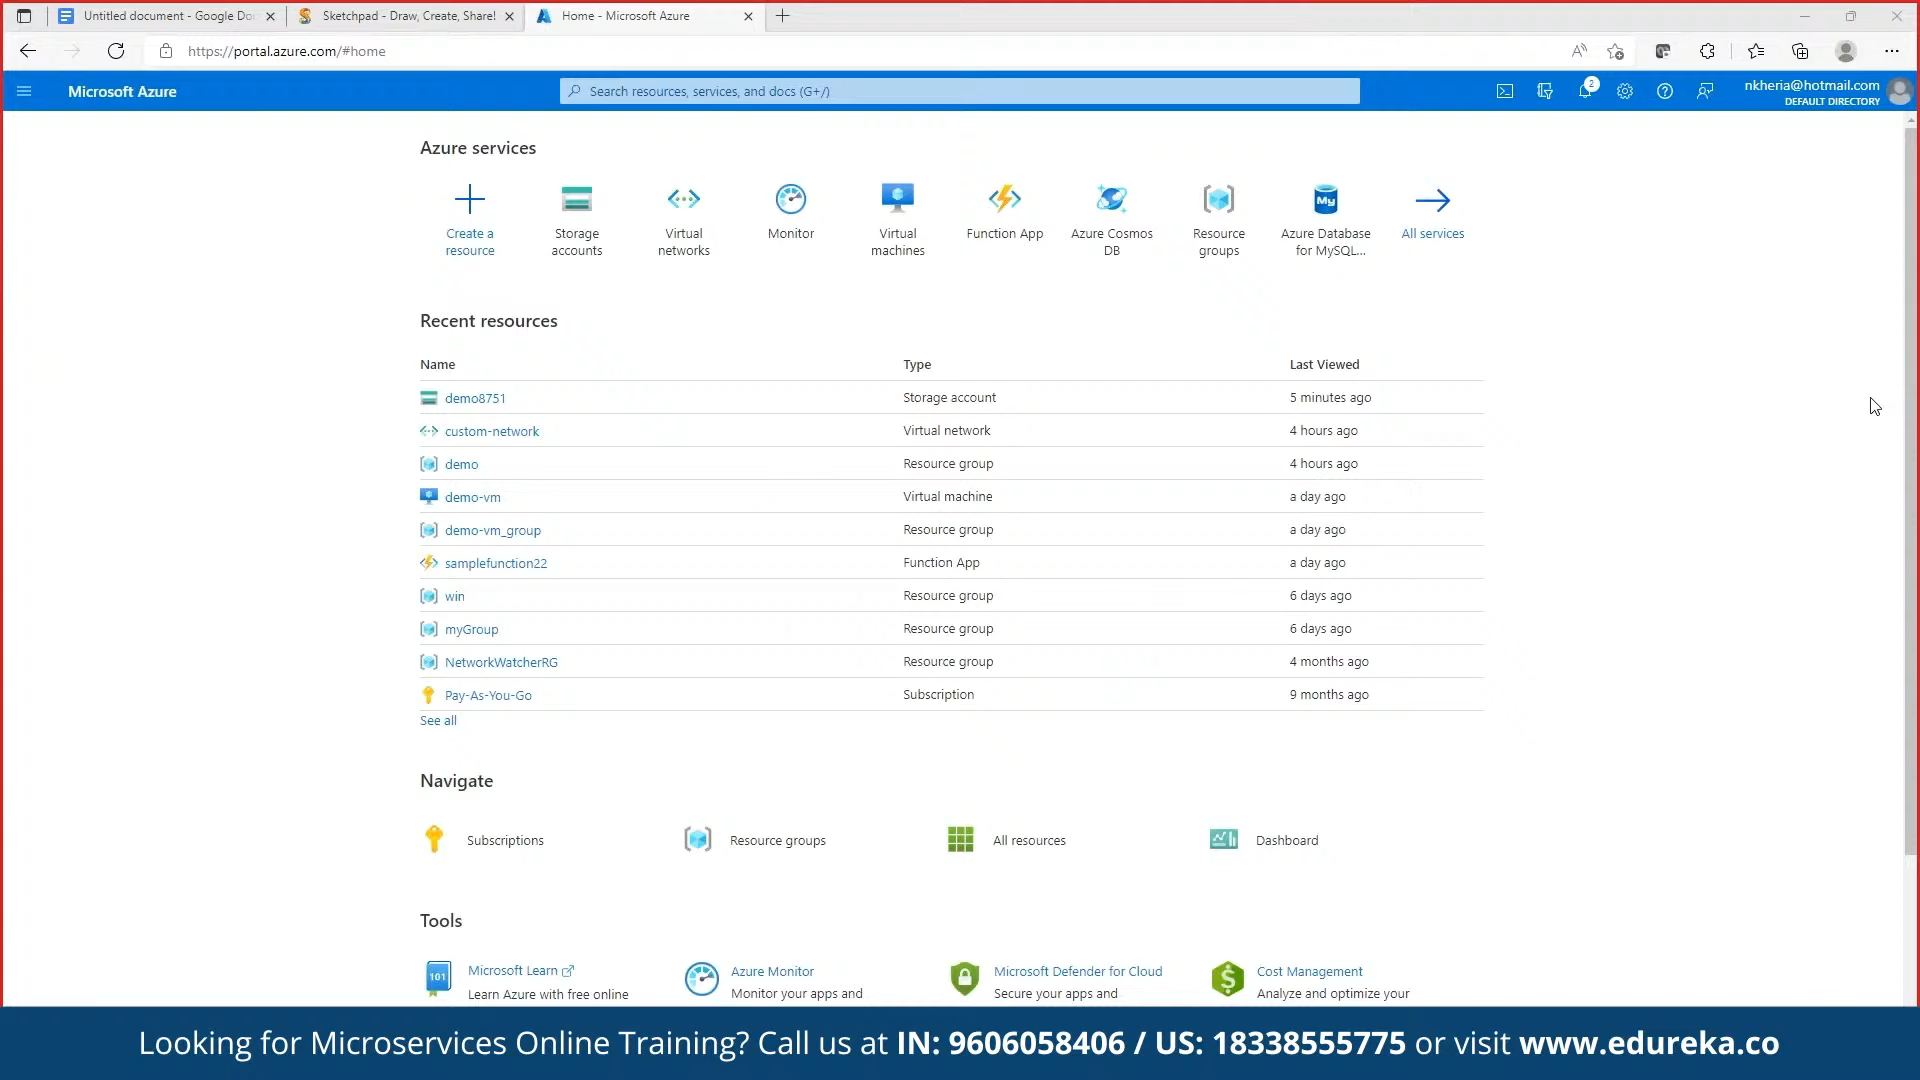 Untitled document - Google Do
Sketchpad - Draw, Create, Share!
Home - Microsoft Azure
https://portal.azure.com/#home
Microsoft Azure
Search resources, services, and docs (G+/)
2
nkheria@hotmail.com
DEFAULT DIRECTORY
Azure services
Create a
resource
Storage
accounts
Virtual
networks
Monitor
Virtual
machines
Function App
Azure Cosmos
DB
Resource
groups
My
Azure Database
for MySQL...
All services
Recent resources
Name Type Last Viewed
demo8751 Storage account 5 minutes ago
custom-network Virtual network 4 hours ago
demo Resource group 4 hours ago
demo-vm Virtual machine a day ago
demo-vm_group Resource group a day ago
samplefunction22 Function App a day ago
win Resource group 6 days ago
myGroup Resource group 6 days ago
NetworkWatcherRG Resource group 4 months ago
Pay-As-You-Go Subscription 9 months ago
See all
Navigate
Subscriptions Resource groups All resources Dashboard
Tools
101
Microsoft Learn
Learn Azure with free online
Azure Monitor
Monitor your apps and
Microsoft Defender for Cloud
Secure your apps and
Cost Management
Analyze and optimize your
Looking for Microservices Online Training? Call us at IN: 9606058406 / US: 18338555775 or visit www.edureka.co